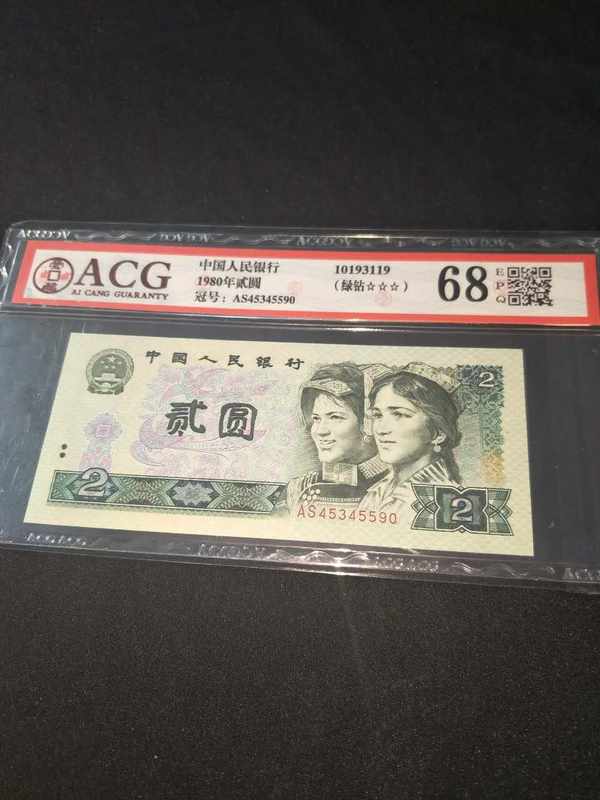 ACG
AI CANG GUARANTY
中国人民银行
1980年贰圆
冠号：AS45345590
10193119
（绿钻☆☆☆）
68
EPQ
中国人民银行
贰圆
2
2
2
AS45345590